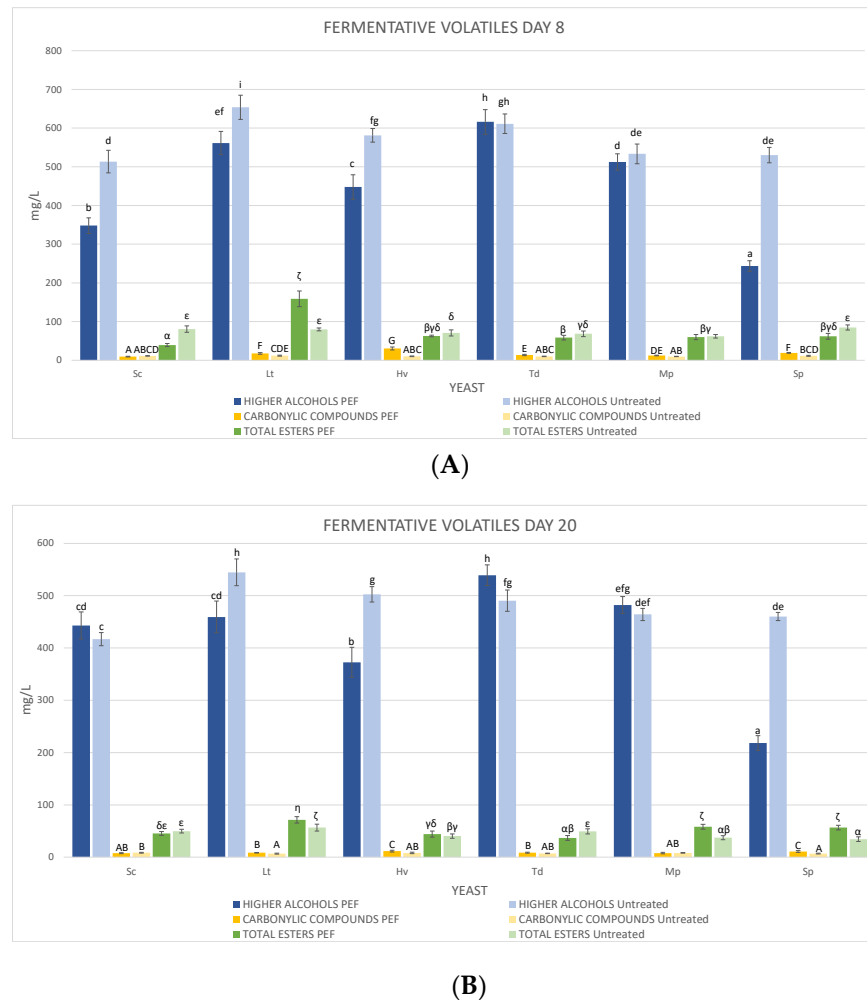 FERMENTATIVE VOLATILES DAY 8
800
700
600
500
400
300
200
100
0
mg/L
b d A ABCD α ε
ef i F CDE ζ ε
c fg G ABC βγδ δ
h gh E ABC β γδ
d de DE AB βγ
a de F BCD βγδ ε
Sc Lt Hv Td Mp Sp
YEAST
HIGHER ALCOHOLS PEF HIGHER ALCOHOLS Untreated
CARBONYLIC COMPOUNDS PEF CARBONYLIC COMPOUNDS Untreated
TOTAL ESTERS PEF TOTAL ESTERS Untreated
(A)
FERMENTATIVE VOLATILES DAY 20
600
500
400
300
200
100
0
mg/L
cd c AB B δε ε
cd h B A η ζ
b g C AB γδ βγ
h fg B AB αβ ε
efg def AB ζ αβ
a de C A ζ α
Sc Lt Hv Td Mp Sp
YEAST
HIGHER ALCOHOLS PEF HIGHER ALCOHOLS Untreated
CARBONYLIC COMPOUNDS PEF CARBONYLIC COMPOUNDS Untreated
TOTAL ESTERS PEF TOTAL ESTERS Untreated
(B)